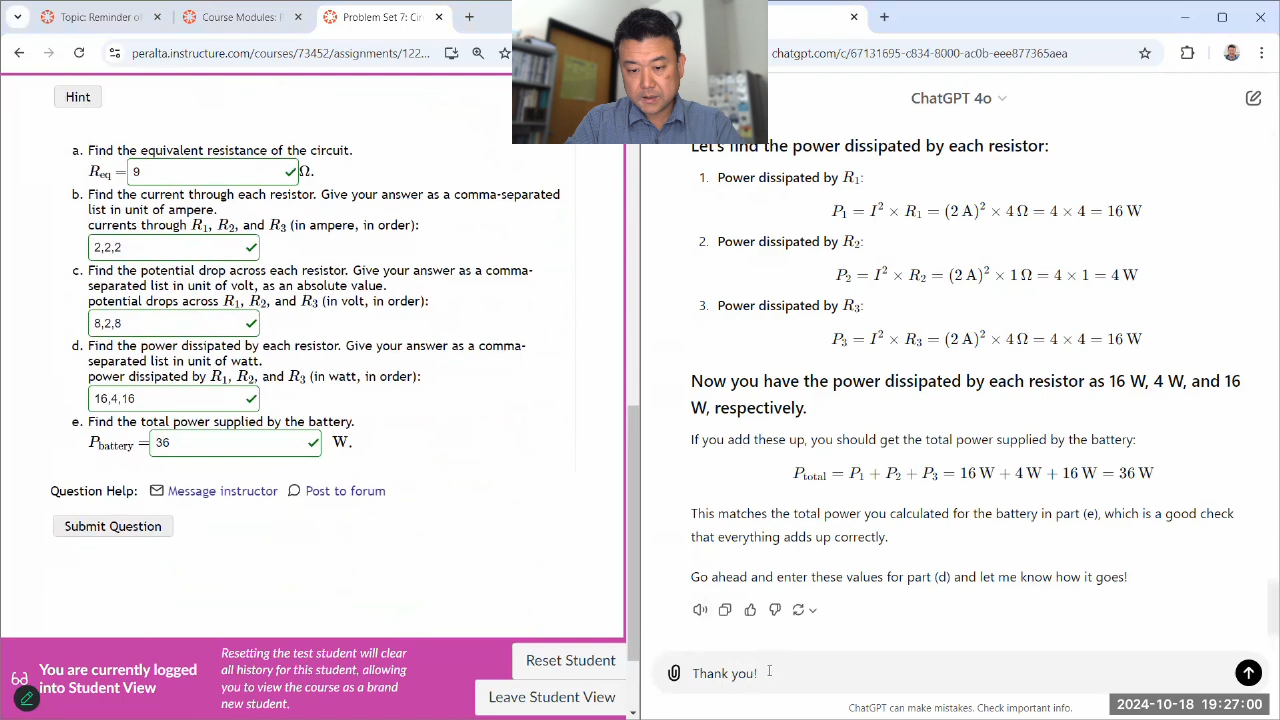 Topic: Reminder of
Course Modules: P
Problem Set 7: Cir
peralta.instructure.com/courses/73452/assignments/122...
chatgpt.com/c/67131695-c834-8000-ac0b-eee877365aea
Hint
a. Find the equivalent resistance of the circuit.
Req = 9 Ω.
b. Find the current through each resistor. Give your answer as a comma-separated
list in unit of ampere.
currents through R1, R2, and R3 (in ampere, in order):
2,2,2
c. Find the potential drop across each resistor. Give your answer as a comma-
separated list in unit of volt, as an absolute value.
potential drops across R1, R2, and R3 (in volt, in order):
8,2,8
d. Find the power dissipated by each resistor. Give your answer as a comma-
separated list in unit of watt.
power dissipated by R1, R2, and R3 (in watt, in order):
16,4,16
e. Find the total power supplied by the battery.
Pbattery = 36 W.
Question Help: Message instructor Post to forum
Submit Question
You are currently logged
into Student View
Resetting the test student will clear
all history for this student, allowing
you to view the course as a brand
new student.
Reset Student
Leave Student View
ChatGPT 4o
Let's find the power dissipated by each resistor:
1. Power dissipated by R1:
P1 = I² × R1 = (2 A)² × 4 Ω = 4 × 4 = 16 W
2. Power dissipated by R2:
P2 = I² × R2 = (2 A)² × 1 Ω = 4 × 1 = 4 W
3. Power dissipated by R3:
P3 = I² × R3 = (2 A)² × 4 Ω = 4 × 4 = 16 W
Now you have the power dissipated by each resistor as 16 W, 4 W, and 16
W, respectively.
If you add these up, you should get the total power supplied by the battery:
Ptotal = P1 + P2 + P3 = 16 W + 4 W + 16 W = 36 W
This matches the total power you calculated for the battery in part (e), which is a good check
that everything adds up correctly.
Go ahead and enter these values for part (d) and let me know how it goes!
Thank you!
ChatGPT can make mistakes. Check important info.
2024-10-18 19:27:00